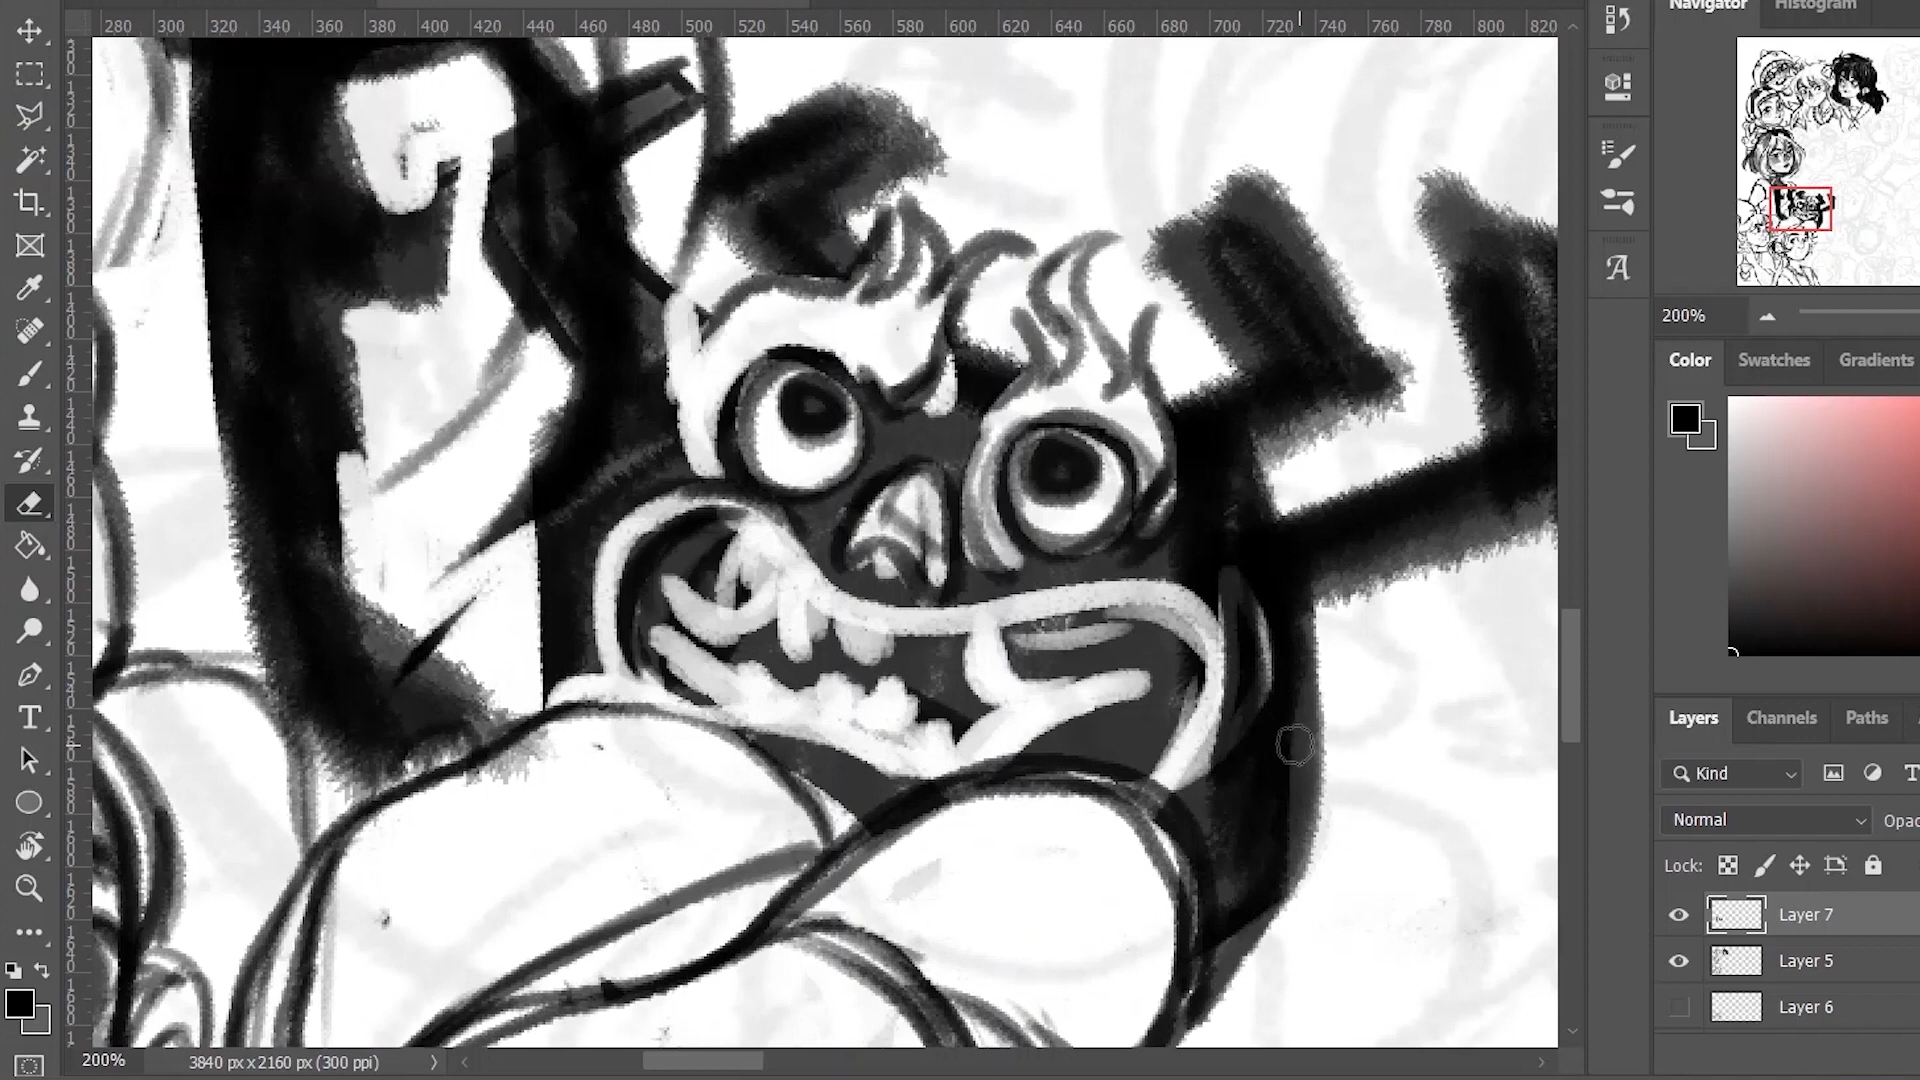 Navigator Histogram
280 300 320 340 360 380 400 420 440 460 480 500 520 540 560 580 600 620 640 660 680 700 720 740 760 780 800 820
200%
Color Swatches Gradients
Layers Channels Paths
Kind
Normal Opac
Lock:
Layer 7
Layer 5
Layer 6
200% 3840 px x 2160 px (300 ppi)